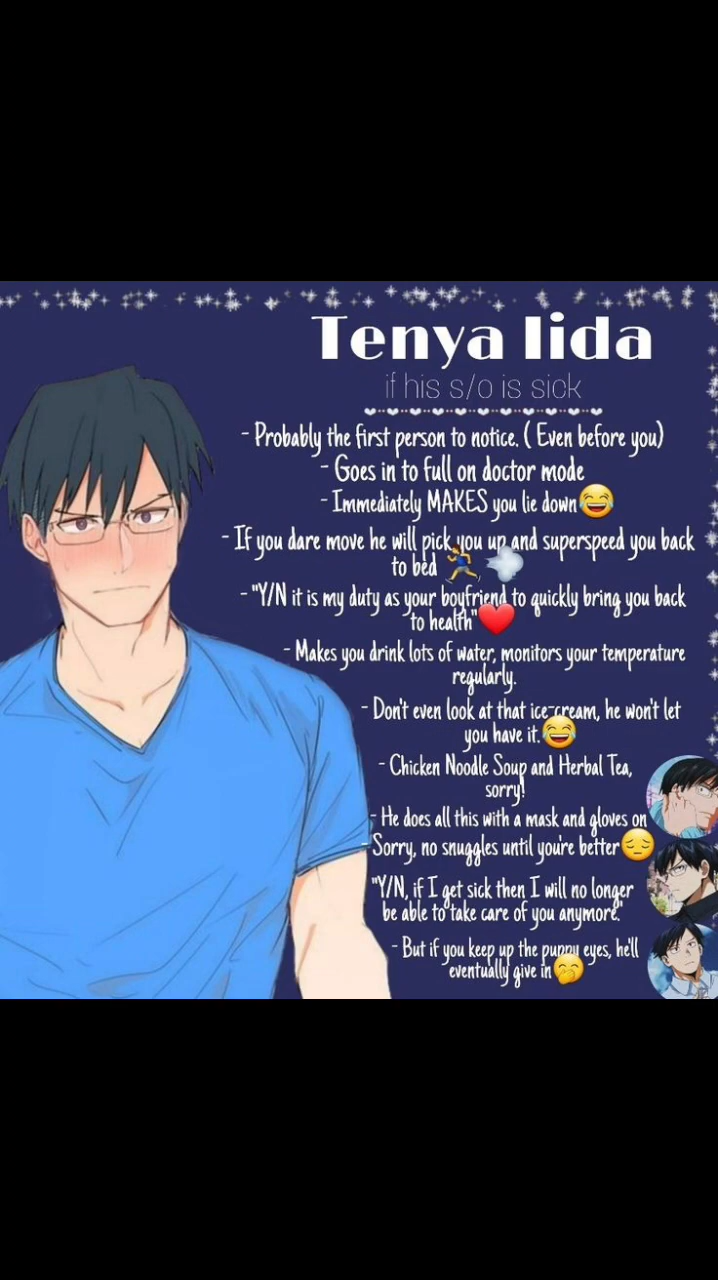 Tenya Iida
if his s/o is sick
- Probably the first person to notice. ( Even before you)
- Goes in to full on doctor mode
- Immediately MAKES you lie down😂
- If you dare move he will pick you up and superspeed you back
to bed 🏃‍♂️💨
- "Y/N it is my duty as your boyfriend to quickly bring you back
to health"❤️
- Makes you drink lots of water, monitors your temperature
regularly.
- Don't even look at that ice-cream, he won't let
you have it.😂
- Chicken Noodle Soup and Herbal Tea,
sorry!
- He does all this with a mask and gloves on
Sorry, no snuggles until you're better😔
"Y/N, if I get sick then I will no longer
be able to take care of you anymore."
- But if you keep up the puppy eyes, he'll
eventually give in🤭